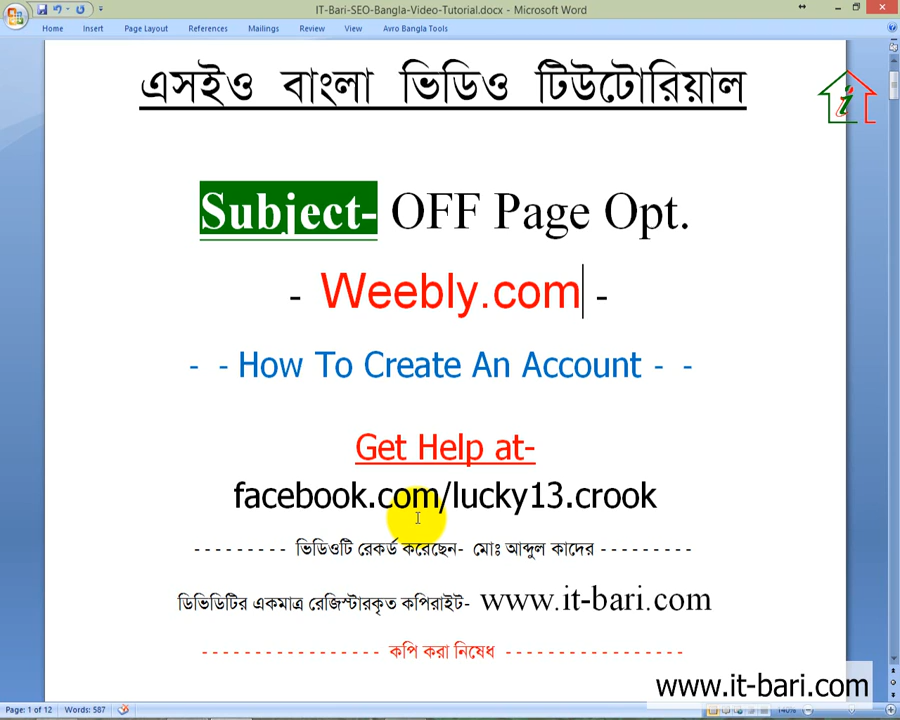 IT-Bari-SEO-Bangla-Video-Tutorial.docx - Microsoft Word
Home Insert Page Layout References Mailings Review View Avro Bangla Tools
এসইও বাংলা ভিডিও টিউটোরিয়াল
i
Subject- OFF Page Opt.
- Weebly.com -
- - How To Create An Account - -
Get Help at-
facebook.com/lucky13.crook
- - - - - - - - - ভিডিওটি রেকর্ড করেছেন- মোঃ আব্দুল কাদের - - - - - - - - -
ডিভিডিটির একমাত্র রেজিস্টারকৃত কপিরাইট- www.it-bari.com
- - - - - - - - - - - - - - - - - কপি করা নিষেধ - - - - - - - - - - - - - - - - -
www.it-bari.com
Page: 1 of 12 Words: 587 140%